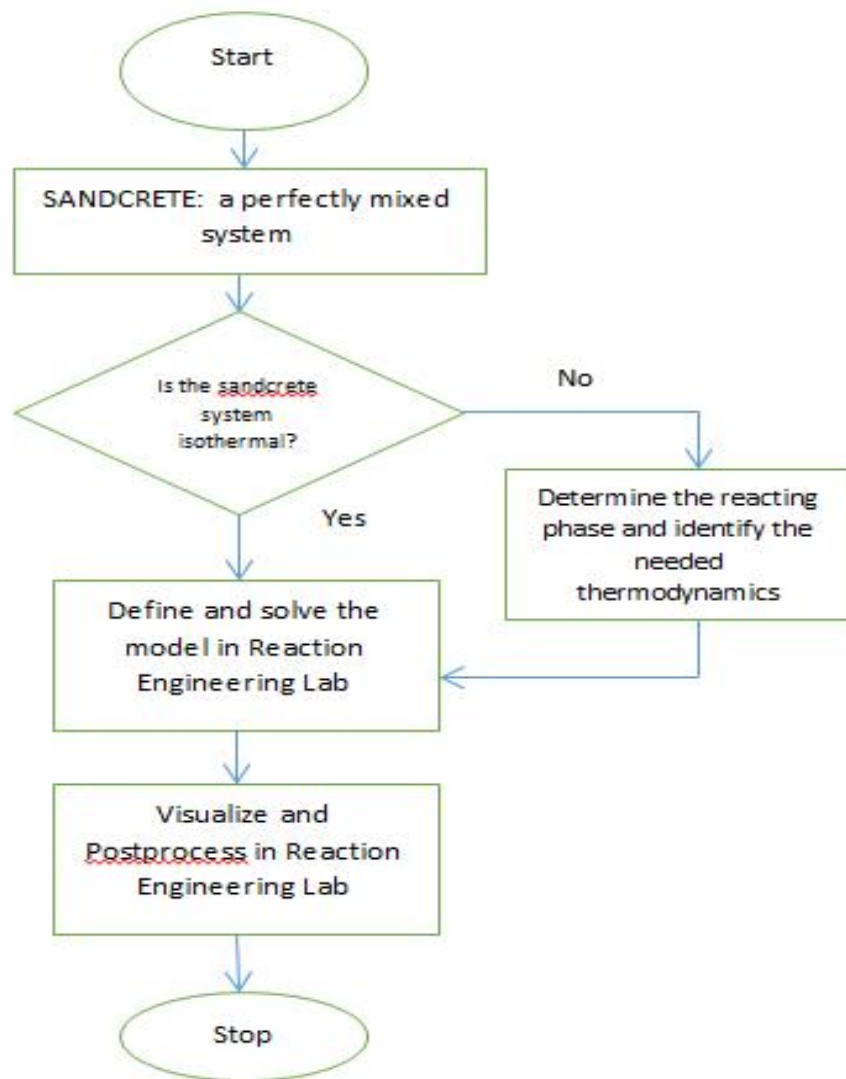 Start
SANDCRETE: a perfectly mixed
system
Is the sandcrete
system
isothermal?
No
Yes
Determine the reacting
phase and identify the
needed
thermodynamics
Define and solve the
model in Reaction
Engineering Lab
Visualize and
Postprocess in Reaction
Engineering Lab
Stop